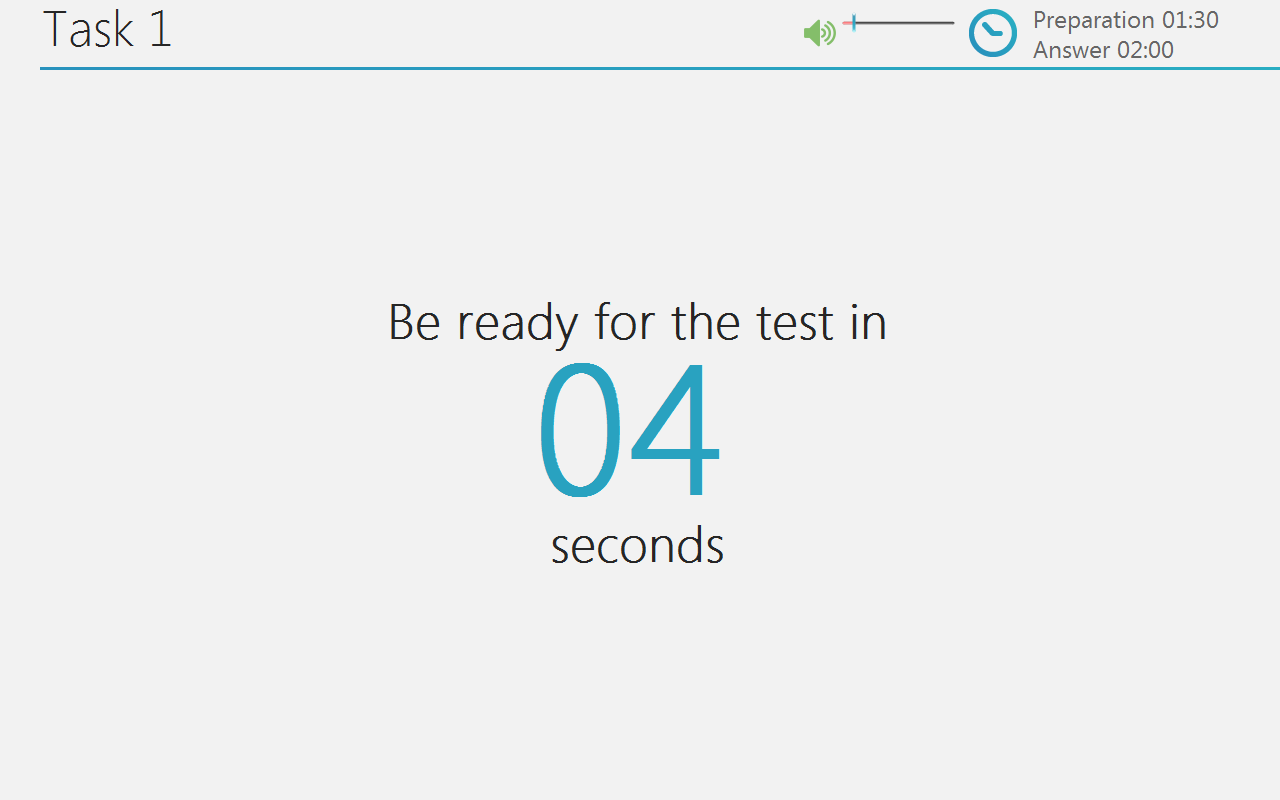 Task 1
Preparation 01:30
Answer 02:00
Be ready for the test in
04
seconds